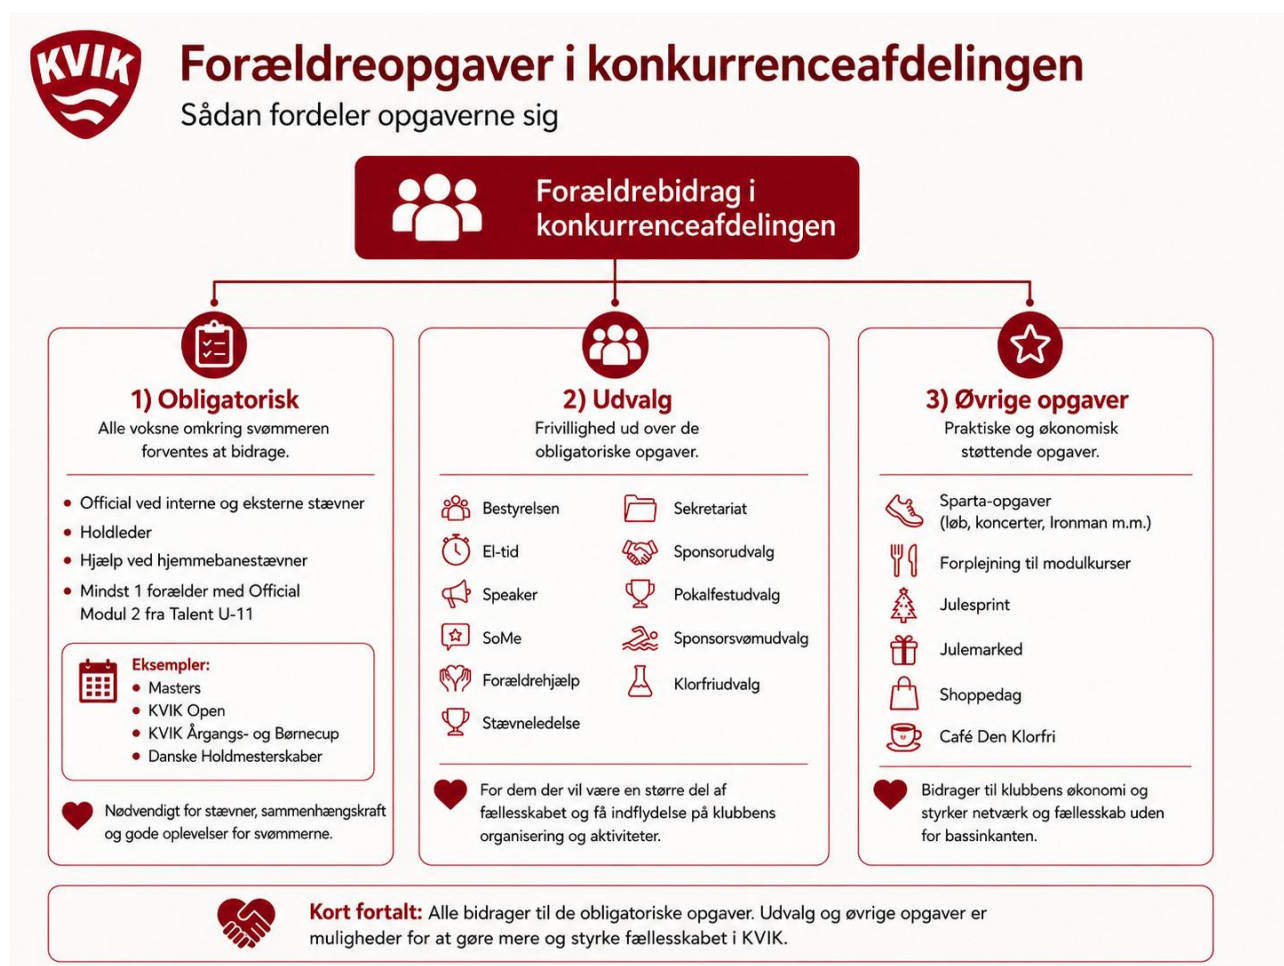 KVIK
Forældreopgaver i konkurrenceafdelingen
Sådan fordeler opgaverne sig
Forældrebidrag i
konkurrenceafdelingen
1) Obligatorisk
Alle voksne omkring svømmeren
forventes at bidrage.
Official ved interne og eksterne stævner
Holdleder
Hjælp ved hjemmebanestævner
Mindst 1 forælder med Official
Modul 2 fra Talent U-11
Eksempler:
Masters
KVIK Open
KVIK Årgangs- og Børnecup
Danske Holdmesterskaber
Nødvendigt for stævner, sammenhængskraft
og gode oplevelser for svømmerne.
2) Udvalg
Frivillighed ud over de
obligatoriske opgaver.
Bestyrelsen
El-tid
Speaker
SoMe
Forældrehjælp
Stævneledelse
Sekretariat
Sponsorudvalg
Pokalfestudvalg
Sponsorsvømudvalg
Klorfriudvalg
For dem der vil være en større del af
fællesskabet og få indflydelse på klubbens
organisering og aktiviteter.
3) Øvrige opgaver
Praktiske og økonomisk
støttende opgaver.
Sparta-opgaver
(løb, koncerter, Ironman m.m.)
Forplejning til modulkurser
Julesprint
Julemarked
Shoppedag
Café Den Klorfri
Bidrager til klubbens økonomi og
styrker netværk og fællesskab uden
for bassinkanten.
Kort fortalt: Alle bidrager til de obligatoriske opgaver. Udvalg og øvrige opgaver er
muligheder for at gøre mere og styrke fællesskabet i KVIK.